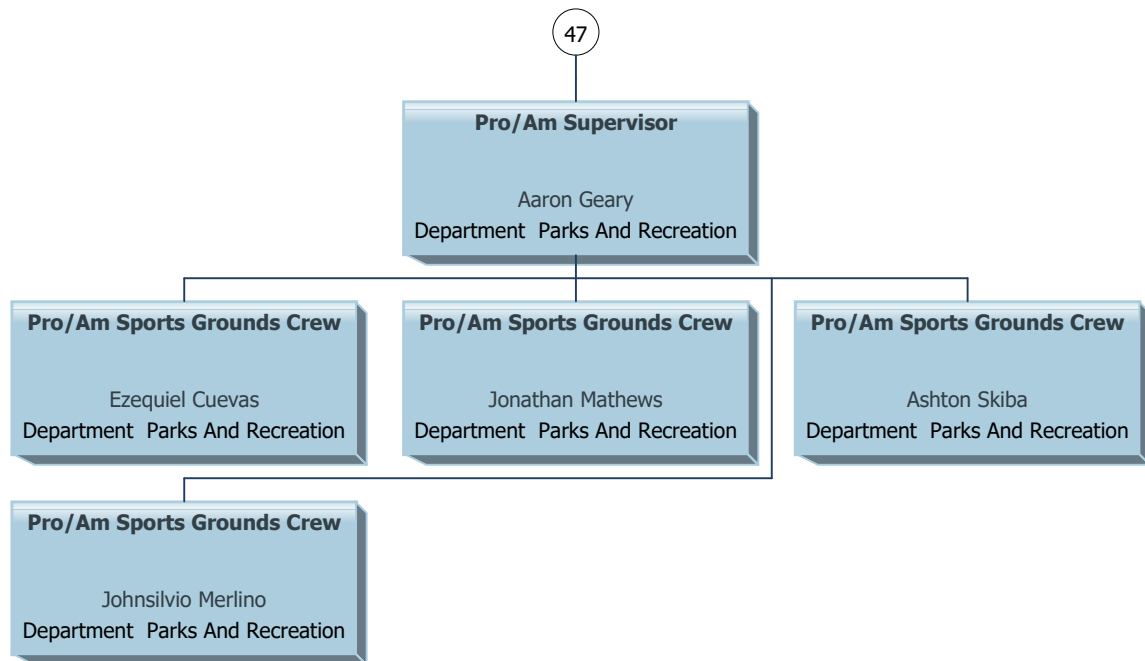 47
Pro/Am Supervisor
Aaron Geary
Department  Parks And Recreation
Pro/Am Sports Grounds Crew
Ezequiel Cuevas
Department  Parks And Recreation
Pro/Am Sports Grounds Crew
Jonathan Mathews
Department  Parks And Recreation
Pro/Am Sports Grounds Crew
Ashton Skiba
Department  Parks And Recreation
Pro/Am Sports Grounds Crew
Johnsilvio Merlino
Department  Parks And Recreation